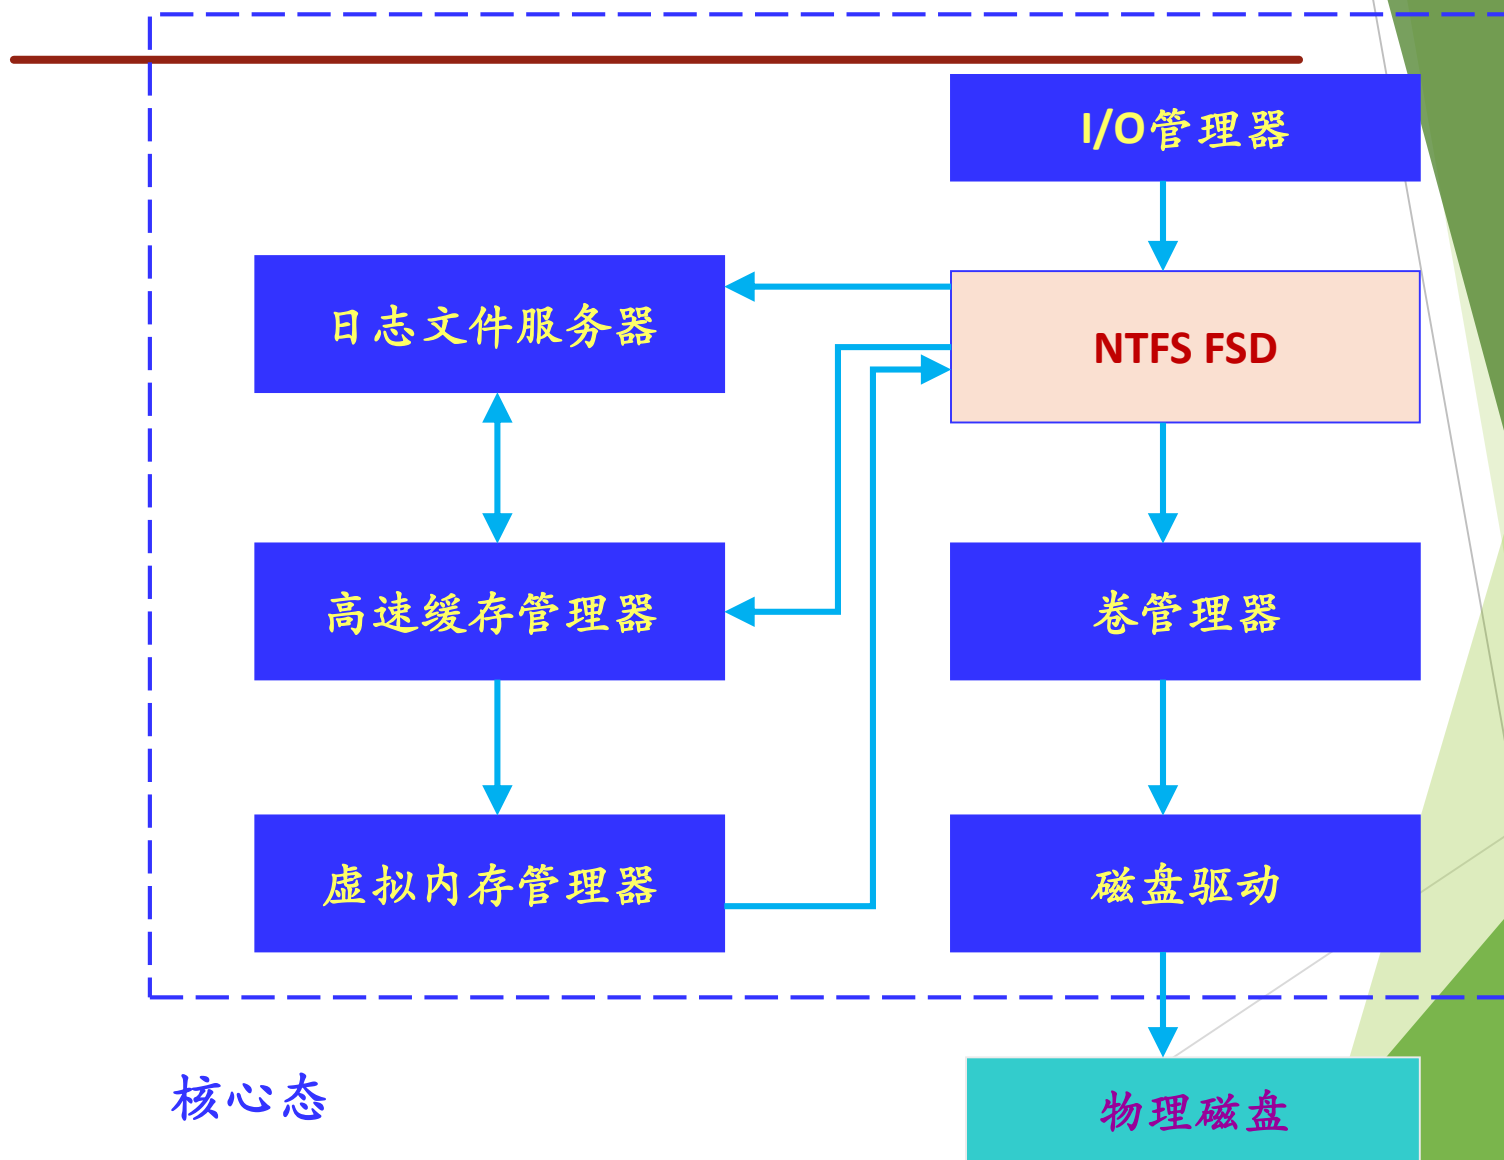 I/O管理器
日志文件服务器
NTFS FSD
高速缓存管理器
卷管理器
虚拟内存管理器
磁盘驱动
核心态
物理磁盘